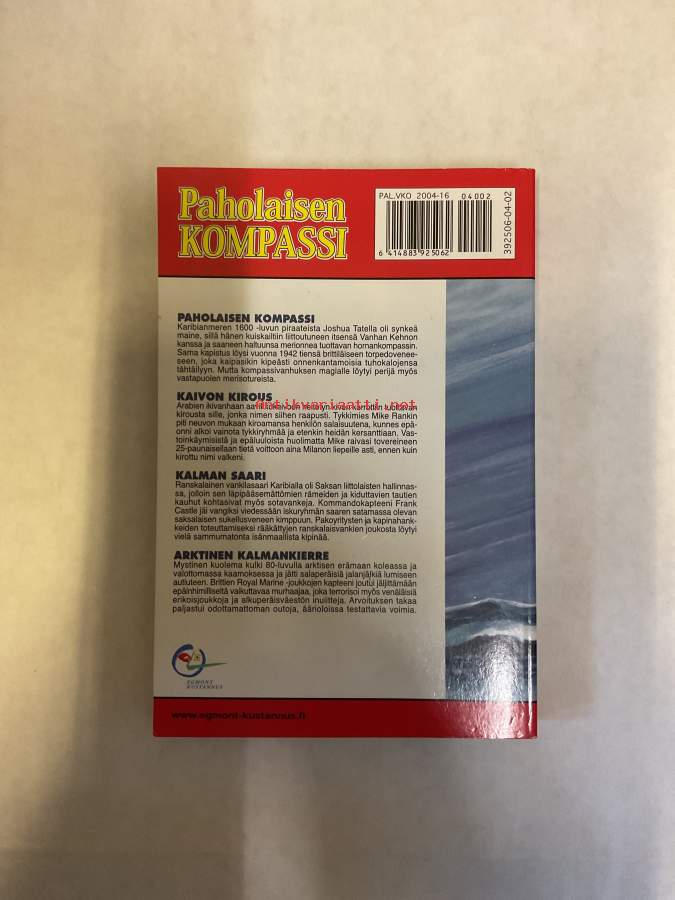 Paholaisen
KOMPASSI
PAL.VKO 2004-16
04002
6 414883 925062
392506-04-02
PAHOLAISEN KOMPASSI
Karibianmeren 1600 -luvun piraateista Joshua Tatella oli synkeä
maine, sillä hänen kuiskailtiin liittoutuneen itsensä Vanhan Kehnon
kanssa ja saaneen haltuunsa merionnea tuottavan hornankompassin.
Sama kapistus löysi vuonna 1942 tiensä brittiläiseen torpedovenee-
seen, joka kaipasikin kipeästi onnenkantamoisia tuhokalojensa
tähtäilyyn. Mutta kompassivanhuksen magialle löytyi perijä myös
vastapuolen merisotureista.
KAIVON KIROUS
Arabien ikivanhaan kiven kerrottiin tuottavan
kirousta sille, jonka nimen siihen raapusti. Tykkimies Mike Rankin
piti neuvon mukaan kiroamansa henkilön salaisuutena, kunnes epä-
onni alkoi vainota tykkiryhmää ja etenkin heidän kersanttiaan. Vas-
toinkäymisistä ja epäluuloista huolimatta Mike raivasi tovereineen
25-paunaisellaan tietä voittoon aina Milanon liepeille asti, ennen kuin
kirottu nimi valkeni.
antikvariaatti.net
KALMAN SAARI
Ranskalainen vankilasaari Karibialla oli Saksan liittolaisten hallinnas-
sa, jolloin sen läpipääsemättömien rämeiden ja kiduttavien tautien
kauhut kohtasivat myös sotavankeja. Kommandokapteeni Frank
Castle jäi vangiksi viedessään iskuryhmän saaren satamassa olevan
saksalaisen sukellusveneen kimppuun. Pakoyritysten ja kapinahank-
keiden toteuttamiseksi rääkättyjen ranskalaisvankien joukosta löytyi
vielä sammumatonta isänmaallista kipinää.
ARKTINEN KALMANKIERRE
Mystinen kuolema kulki 80-luvulla arktisen erämaan koleassa ja
valottomassa kaamoksessa ja jätti salaperäisiä jalanjälkiä lumiseen
autiuteen. Brittien Royal Marine -joukkojen kapteeni joutui jäljittämään
epäinhimilliseltä vaikuttavaa murhaajaa, joka terrorisoi myös venäläisiä
erikoisjoukkoja ja alkuperäisväestön inuiitteja. Arvoituksen takaa
paljastui odottamattoman outoja, äärioloissa testattavia voimia.
EGMONT
KUSTANNUS
www.egmont-kustannus.fi